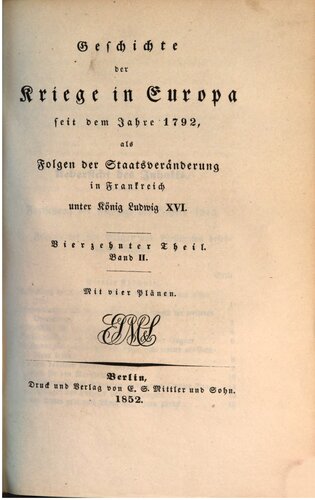 Geschichte
der
Kriege in Europa
seit dem Jahre 1792,
als
Folgen der Staatsveränderung
in Frankreich
unter König Ludwig XVI.
Vierzehnter Theil.
Band II.
Mit vier Plänen.
ESM&S
Berlin,
Druck und Verlag von E. S. Mittler und Sohn.
1852.